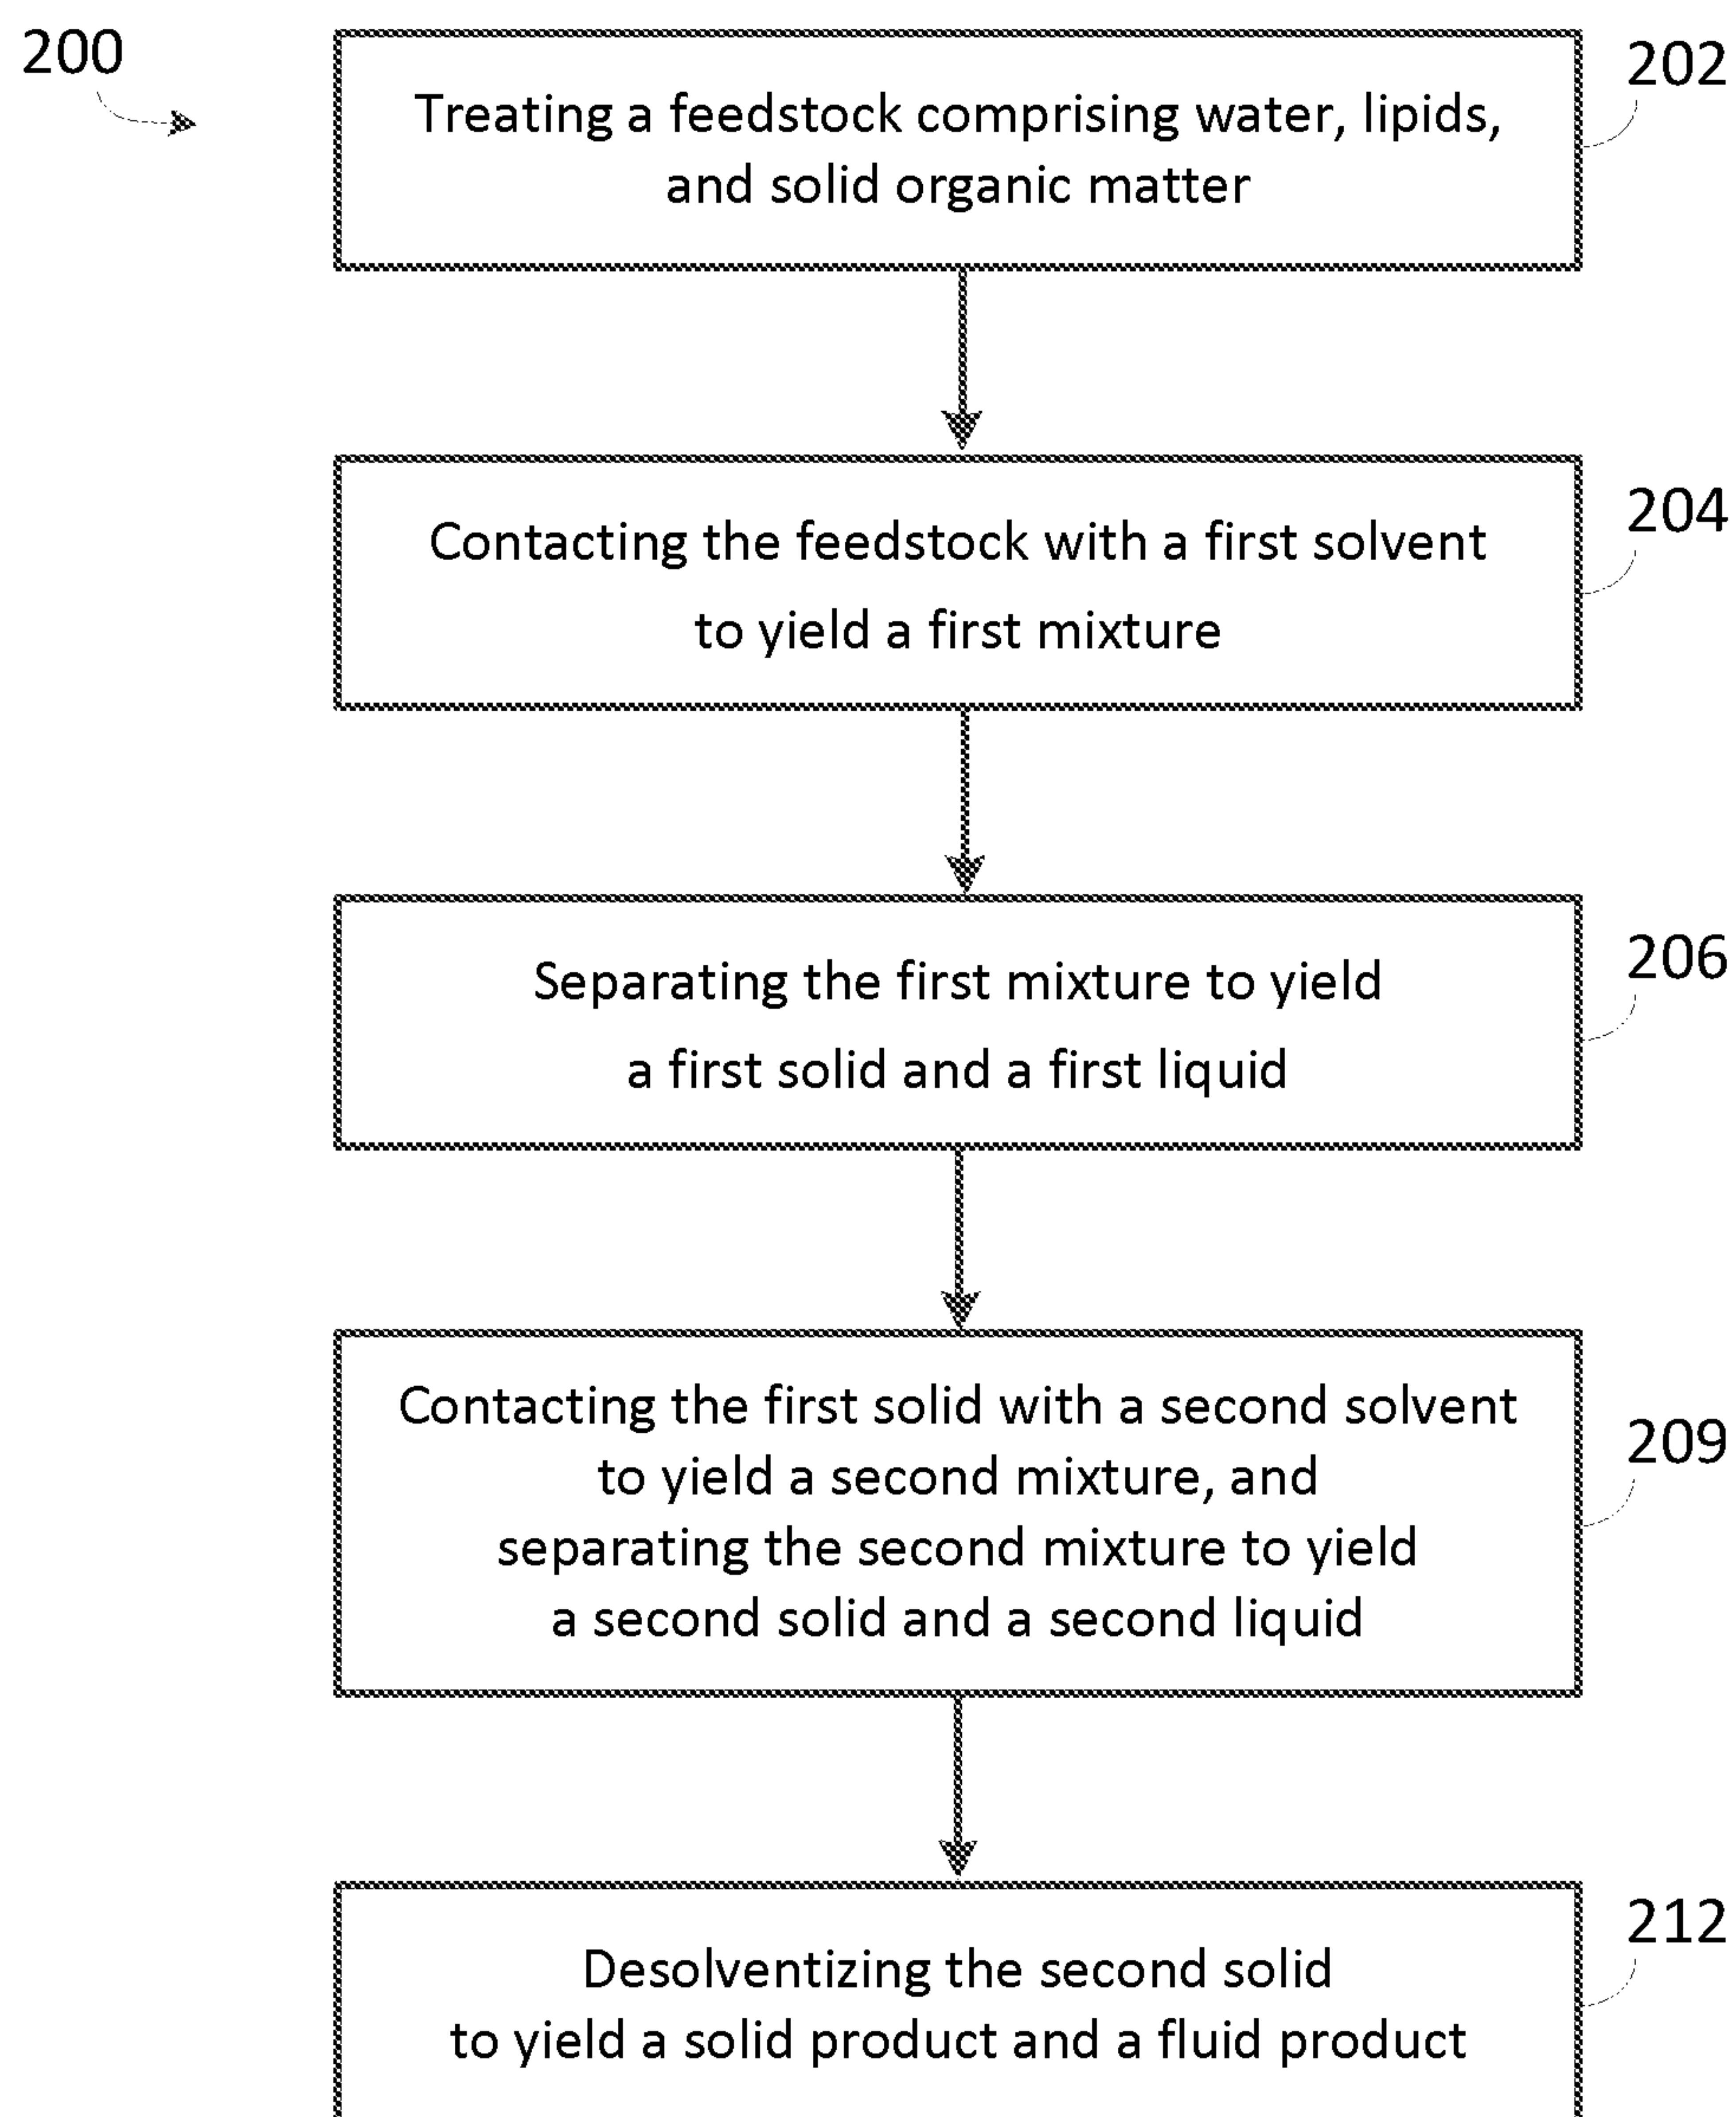 200
202
Treating a feedstock comprising water, lipids,
and solid organic matter
204
Contacting the feedstock with a first solvent
to yield a first mixture
206
Separating the first mixture to yield
a first solid and a first liquid
209
Contacting the first solid with a second solvent
to yield a second mixture, and
separating the second mixture to yield
a second solid and a second liquid
212
Desolventizing the second solid
to yield a solid product and a fluid product